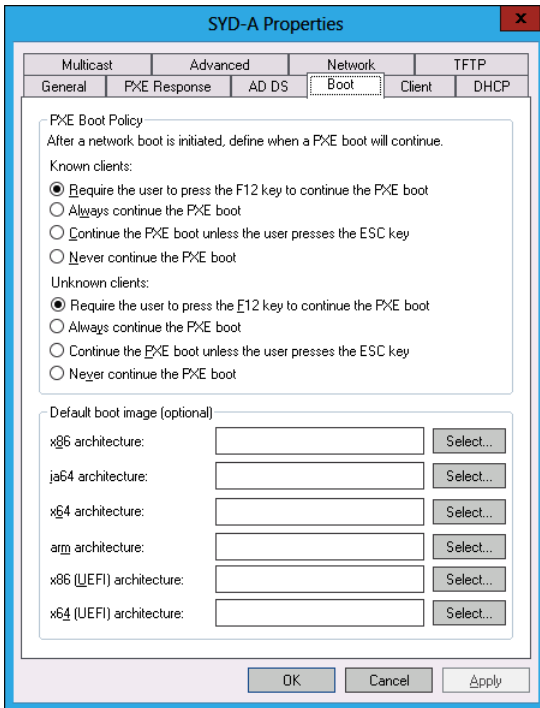 SYD-A Properties
x
Multicast Advanced Network TFTP
General PXE Response AD DS Boot Client DHCP
PXE Boot Policy
After a network boot is initiated, define when a PXE boot will continue.
Known clients:
Require the user to press the F12 key to continue the PXE boot
Always continue the PXE boot
Continue the PXE boot unless the user presses the ESC key
Never continue the PXE boot
Unknown clients:
Require the user to press the F12 key to continue the PXE boot
Always continue the PXE boot
Continue the PXE boot unless the user presses the ESC key
Never continue the PXE boot
Default boot image (optional)
x86 architecture: Select...
ia64 architecture: Select...
x64 architecture: Select...
arm architecture: Select...
x86 (UEFI) architecture: Select...
x64 (UEFI) architecture: Select...
OK Cancel Apply